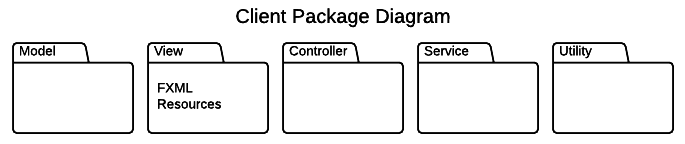 Client Package Diagram
Model
View
Controller
Service
Utility
FXML
Resources